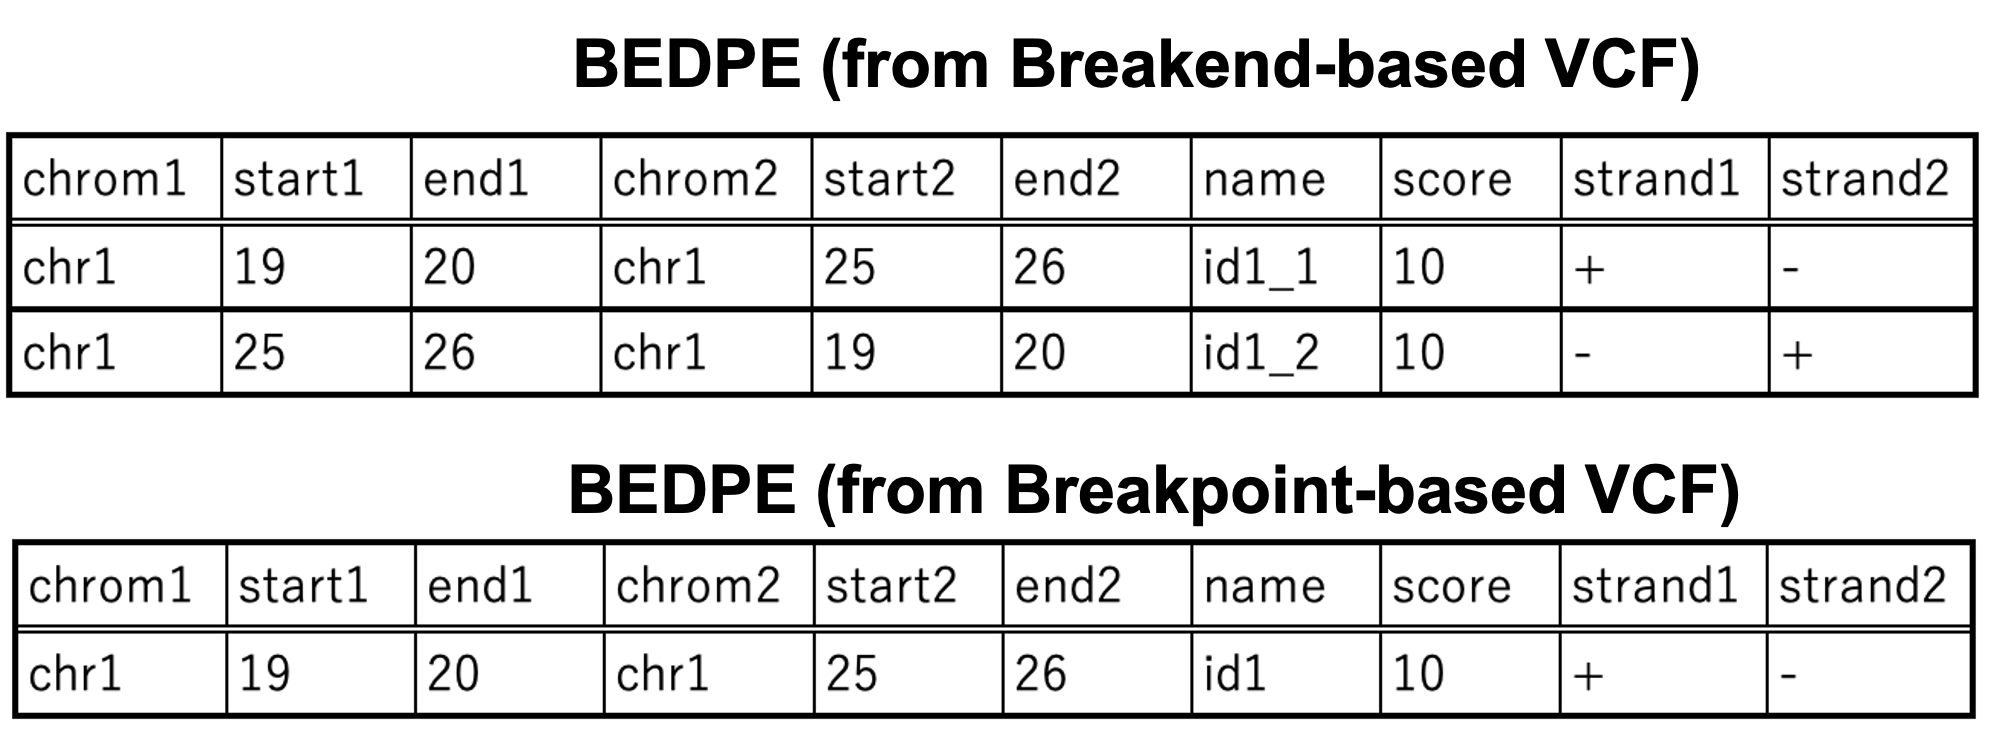 BEDPE (from Breakend-based VCF)
chrom1 start1 end1 chrom2 start2 end2 name score strand1 strand2
chr1 19 20 chr1 25 26 id1_1 10 + -
chr1 25 26 chr1 19 20 id1_2 10 - +
BEDPE (from Breakpoint-based VCF)
chrom1 start1 end1 chrom2 start2 end2 name score strand1 strand2
chr1 19 20 chr1 25 26 id1 10 + -